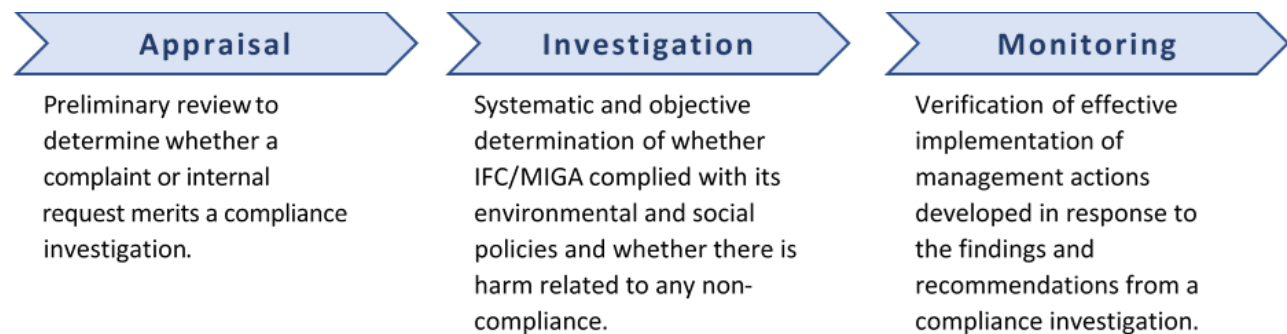 Appraisal
Preliminary review to
determine whether a
complaint or internal
request merits a compliance
investigation.
Investigation
Systematic and objective
determination of whether
IFC/MIGA complied with its
environmental and social
policies and whether there is
harm related to any non-
compliance.
Monitoring
Verification of effective
implementation of
management actions
developed in response to
the findings and
recommendations from a
compliance investigation.